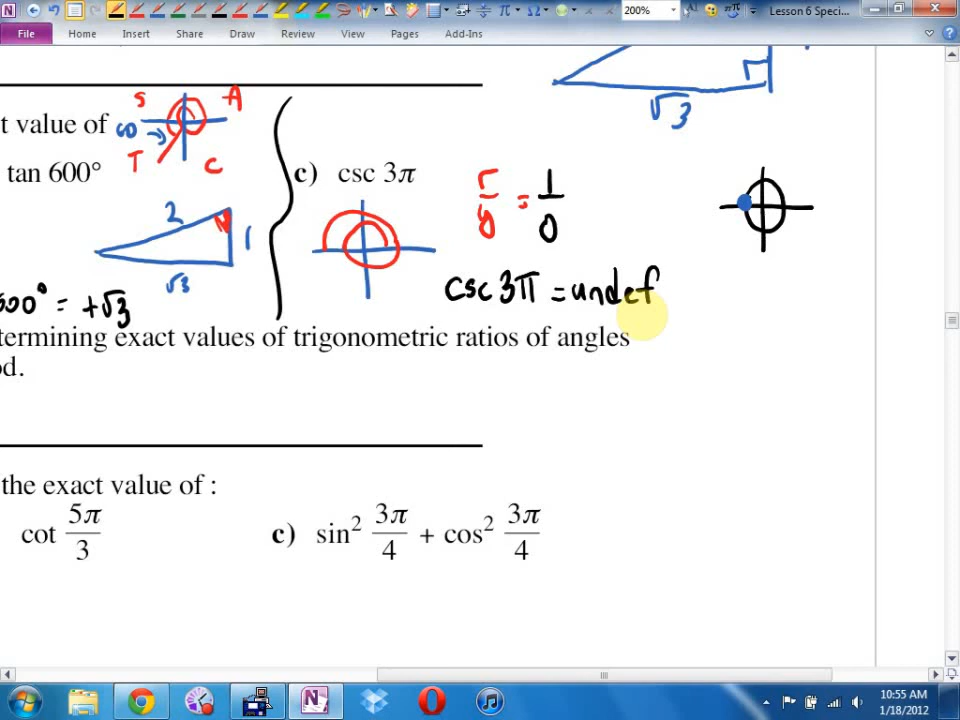 200%
Lesson 6 Speci...
File Home Insert Share Draw Review View Pages Add-Ins
S A
T C
60
t value of
tan 600°
c) csc 3π
r/y = 1/0
√3
2
1
√3
csc 3π = undef
600° = +√3
termining exact values of trigonometric ratios of angles
od.
the exact value of :
cot 5π/3
c) sin² 3π/4 + cos² 3π/4
10:55 AM
1/18/2012